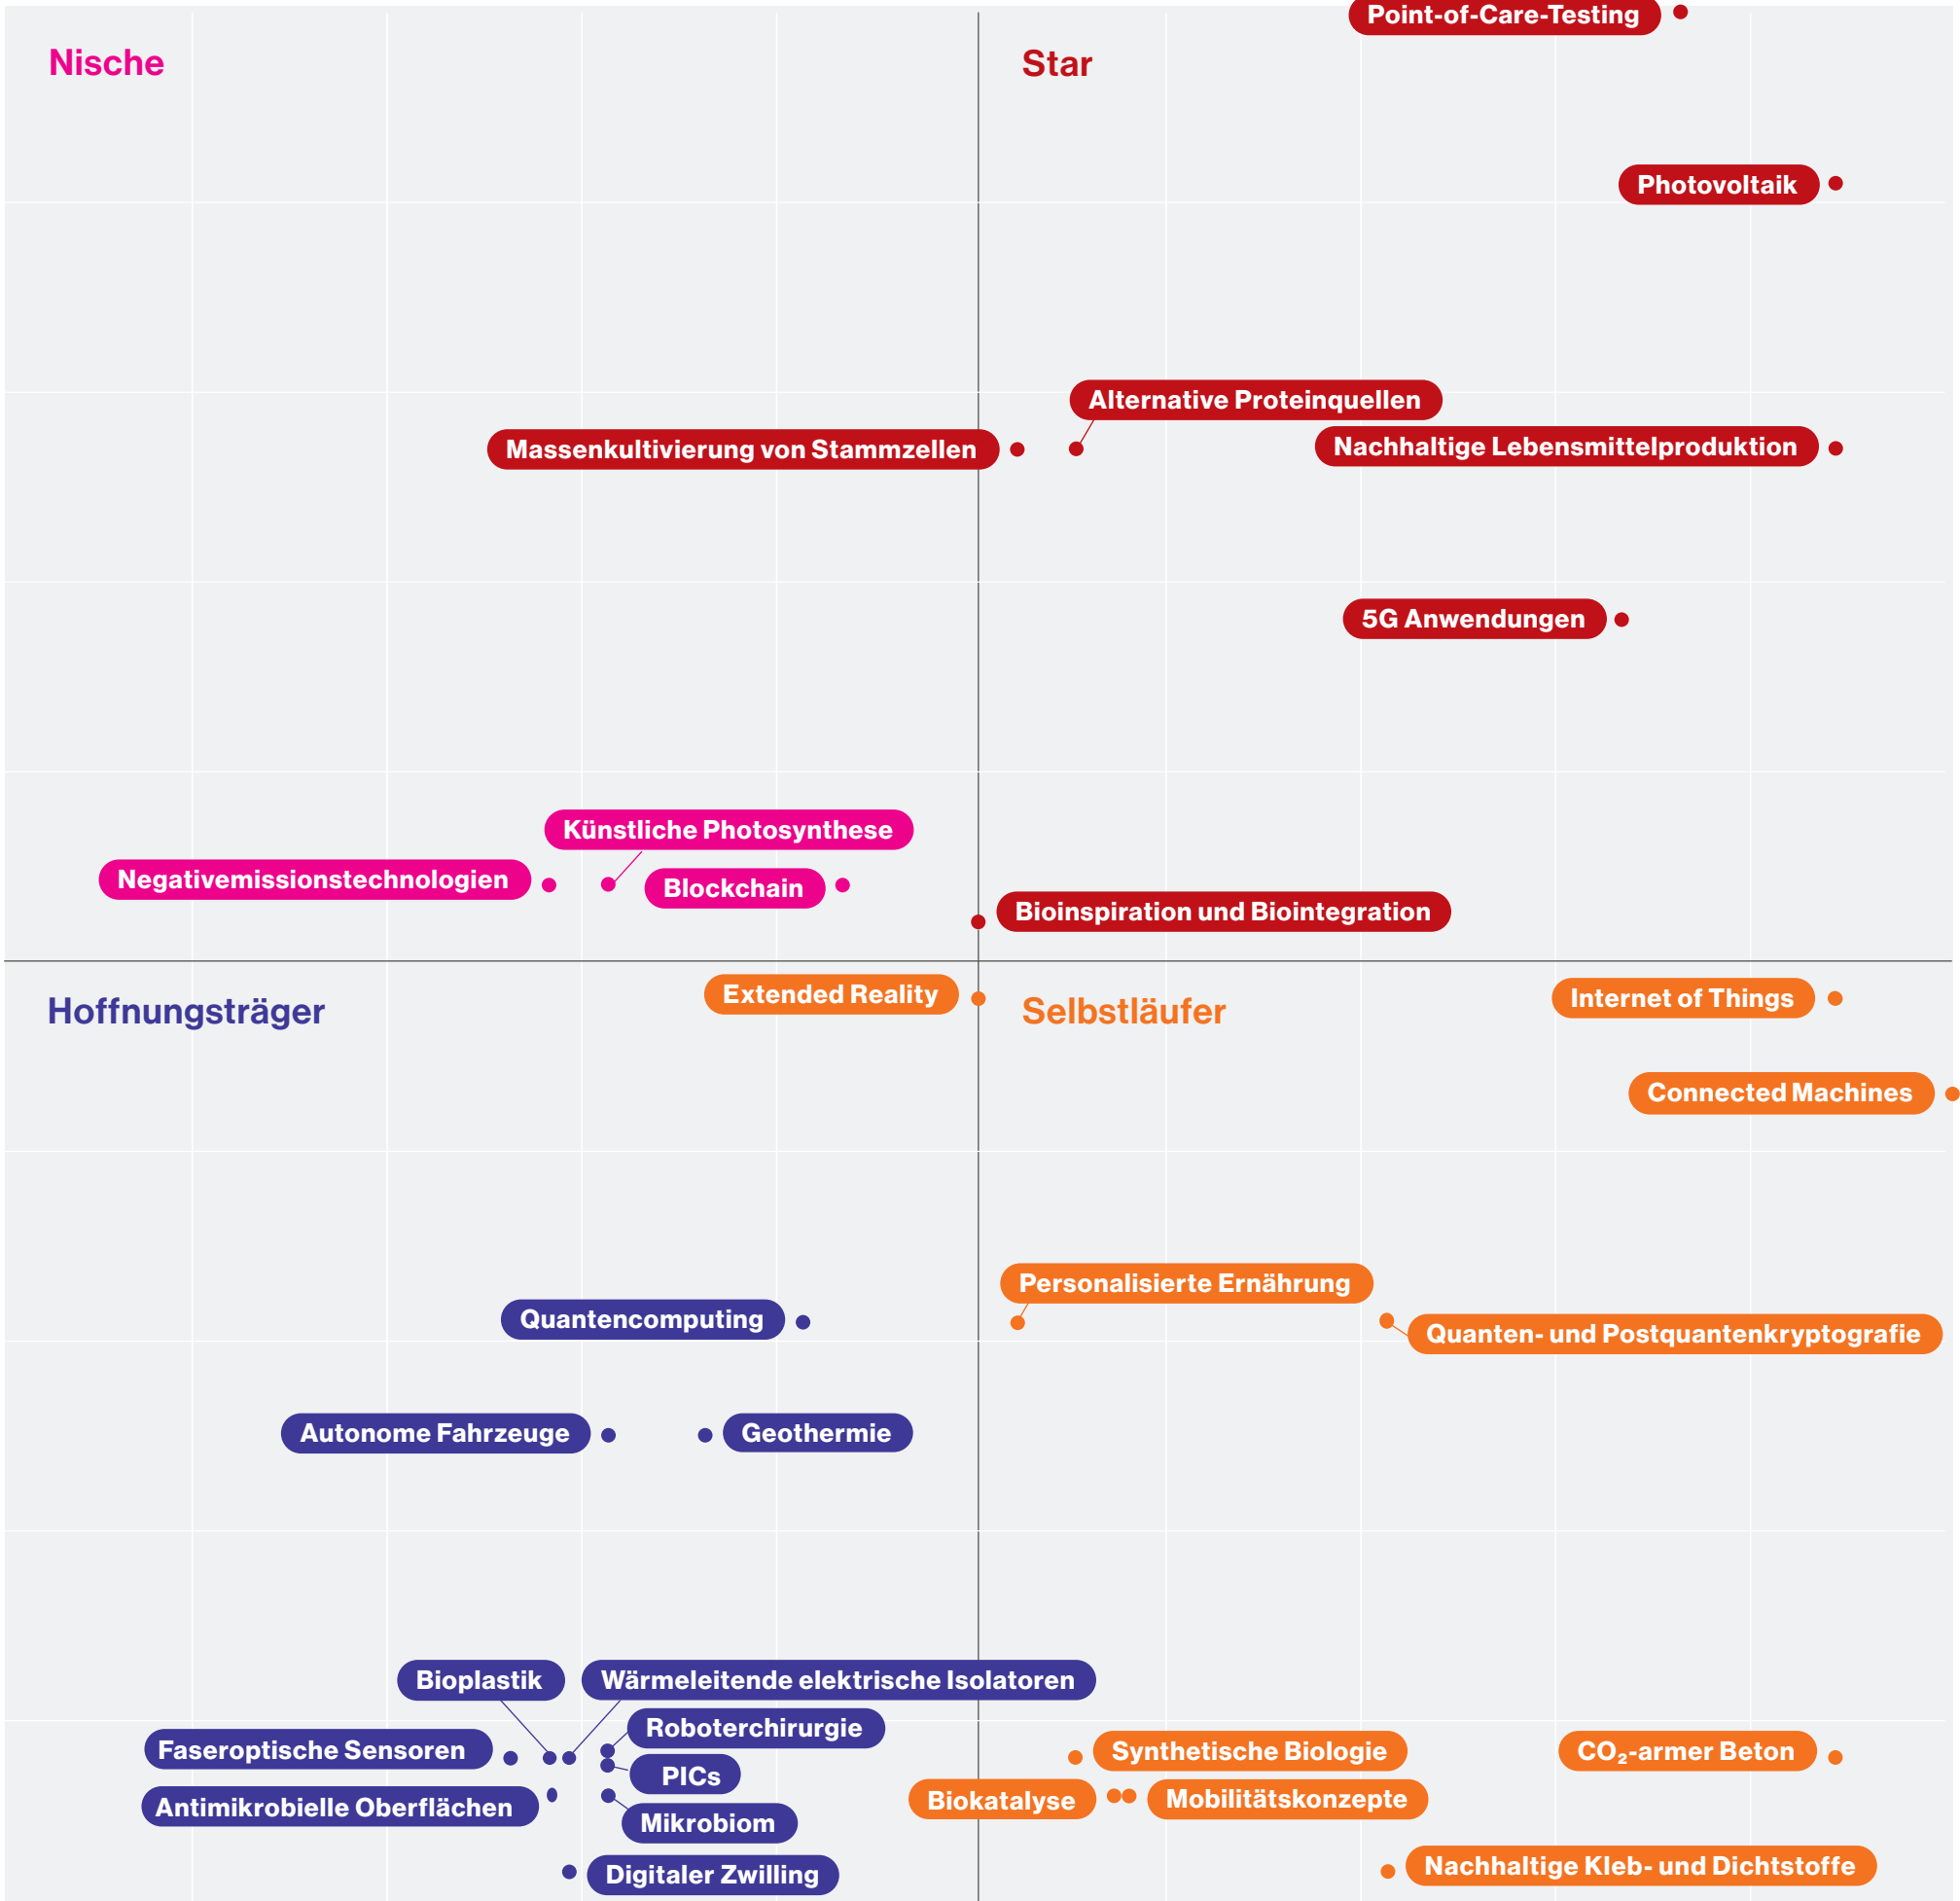 Point-of-Care-Testing
Nische
Star
Photovoltaik
Alternative Proteinquellen
Massenkultivierung von Stammzellen
Nachhaltige Lebensmittelproduktion
5G Anwendungen
Künstliche Photosynthese
Negativemissionstechnologien
Blockchain
Bioinspiration und Biointegration
Extended Reality
Internet of Things
Hoffnungsträger
Selbstläufer
Connected Machines
Personalisierte Ernährung
Quantencomputing
Quanten- und Postquantenkryptografie
Autonome Fahrzeuge
Geothermie
Bioplastik
Wärmeleitende elektrische Isolatoren
Roboterchirurgie
Faseroptische Sensoren
Synthetische Biologie
CO₂-armer Beton
PICs
Biokatalyse
Mobilitätskonzepte
Antimikrobielle Oberflächen
Mikrobiom
Nachhaltige Kleb- und Dichtstoffe
Digitaler Zwilling